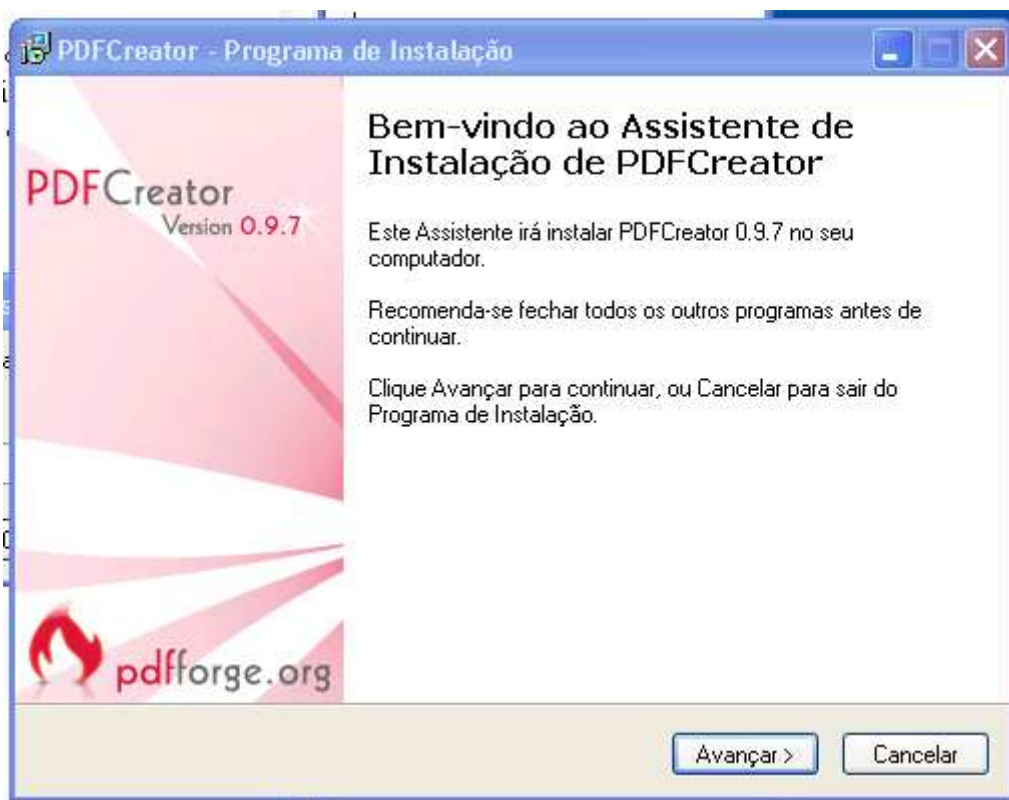 PDFCreator - Programa de Instalação
PDFCreator
Version 0.9.7
Bem-vindo ao Assistente de
Instalação de PDFCreator
Este Assistente irá instalar PDFCreator 0.9.7 no seu
computador.
Recomenda-se fechar todos os outros programas antes de
continuar.
Clique Avançar para continuar, ou Cancelar para sair do
Programa de Instalação.
pdfforge.org
Avançar >
Cancelar